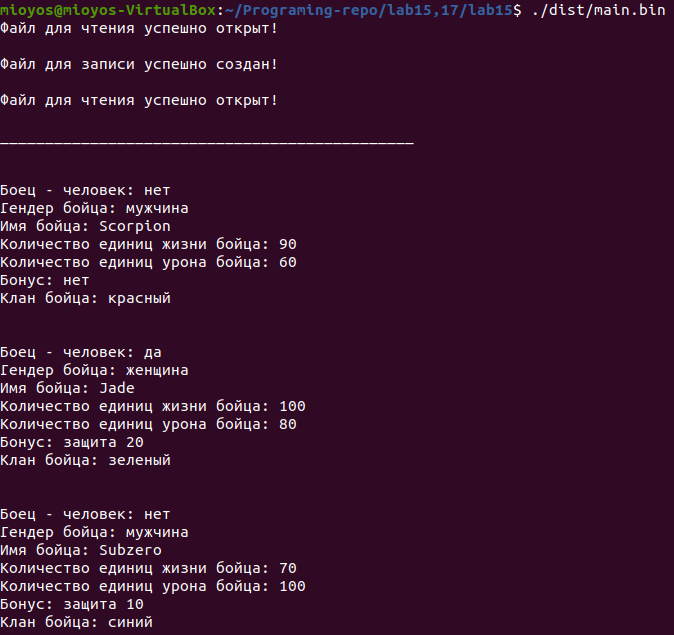 mioyos@mioyos-VirtualBox:~/Programing-repo/lab15,17/lab15$ ./dist/main.bin
Файл для чтения успешно открыт!
Файл для записи успешно создан!
Файл для чтения успешно открыт!
______________________________________________
Боец - человек: нет
Гендер бойца: мужчина
Имя бойца: Scorpion
Количество единиц жизни бойца: 90
Количество единиц урона бойца: 60
Бонус: нет
Клан бойца: красный
Боец - человек: да
Гендер бойца: женщина
Имя бойца: Jade
Количество единиц жизни бойца: 100
Количество единиц урона бойца: 80
Бонус: защита 20
Клан бойца: зеленый
Боец - человек: нет
Гендер бойца: мужчина
Имя бойца: Subzero
Количество единиц жизни бойца: 70
Количество единиц урона бойца: 100
Бонус: защита 10
Клан бойца: синий